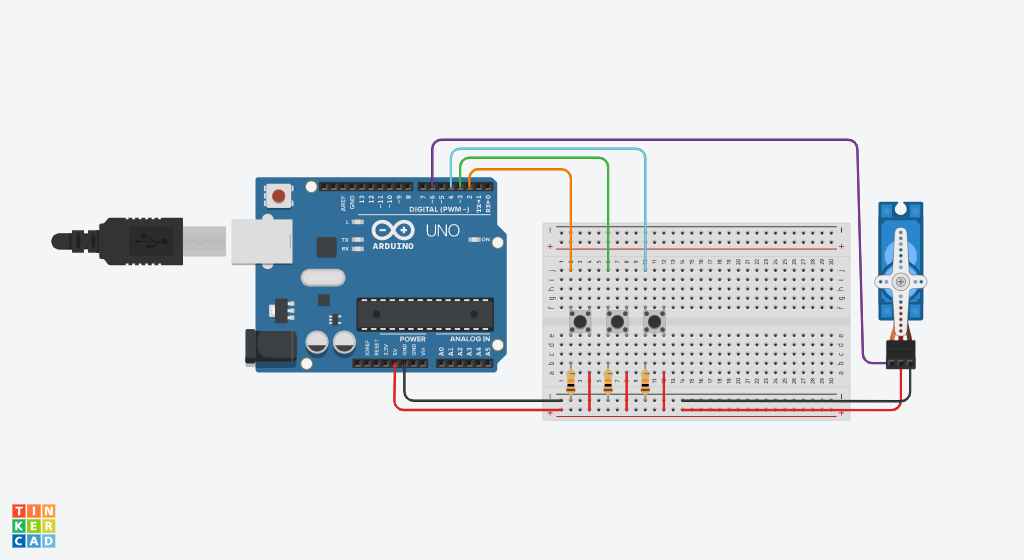 AREF
GND
13
12
~11
~10
~9
8
7
~6
~5
4
~3
2
TX→1
RX←0
DIGITAL (PWM~)
L
TX
RX
ARDUINO
UNO
ON
POWER
ANALOG IN
IOREF
RESET
3.3V
5V
GND
GND
Vin
A0
A1
A2
A3
A4
A5
j
i
h
g
f
e
d
c
b
a
TIN
KER
CAD